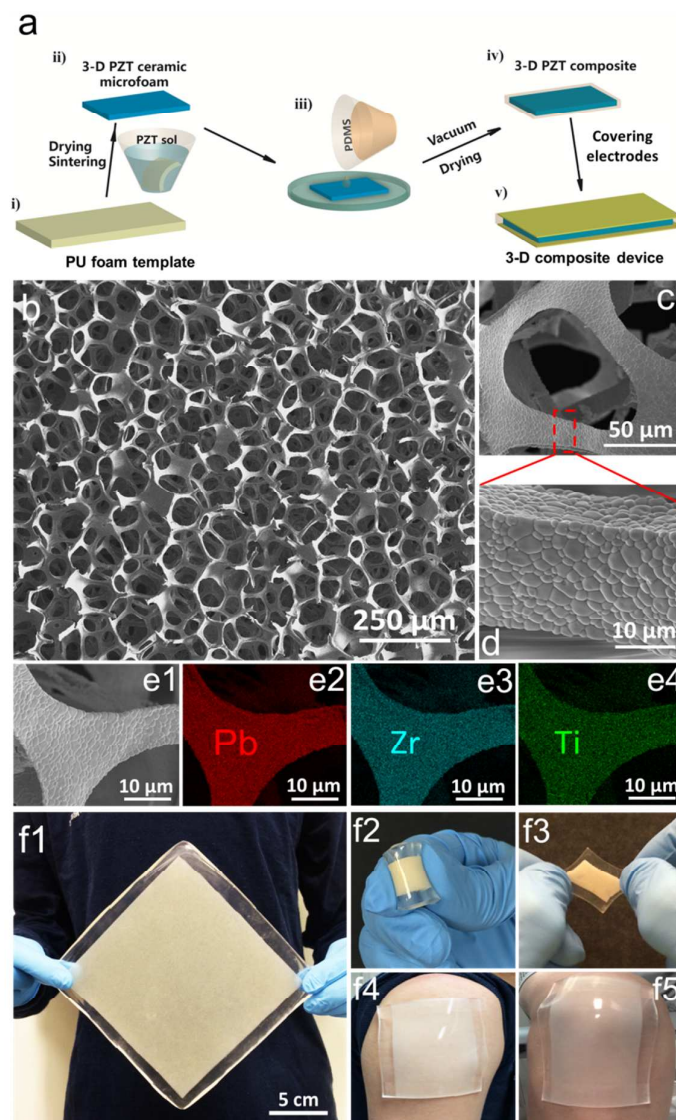 a
ii)
3-D PZT ceramic
microfoam
Drying
Sintering
PZT sol
i)
PU foam template
iii)
PDMS
Vacuum
Drying
iv)
3-D PZT composite
Covering
electrodes
v)
3-D composite device
b
250 μm
c
50 μm
d
10 μm
e1
10 μm
e2
Pb
10 μm
e3
Zr
10 μm
e4
Ti
10 μm
f1
5 cm
f2
f3
f4
f5